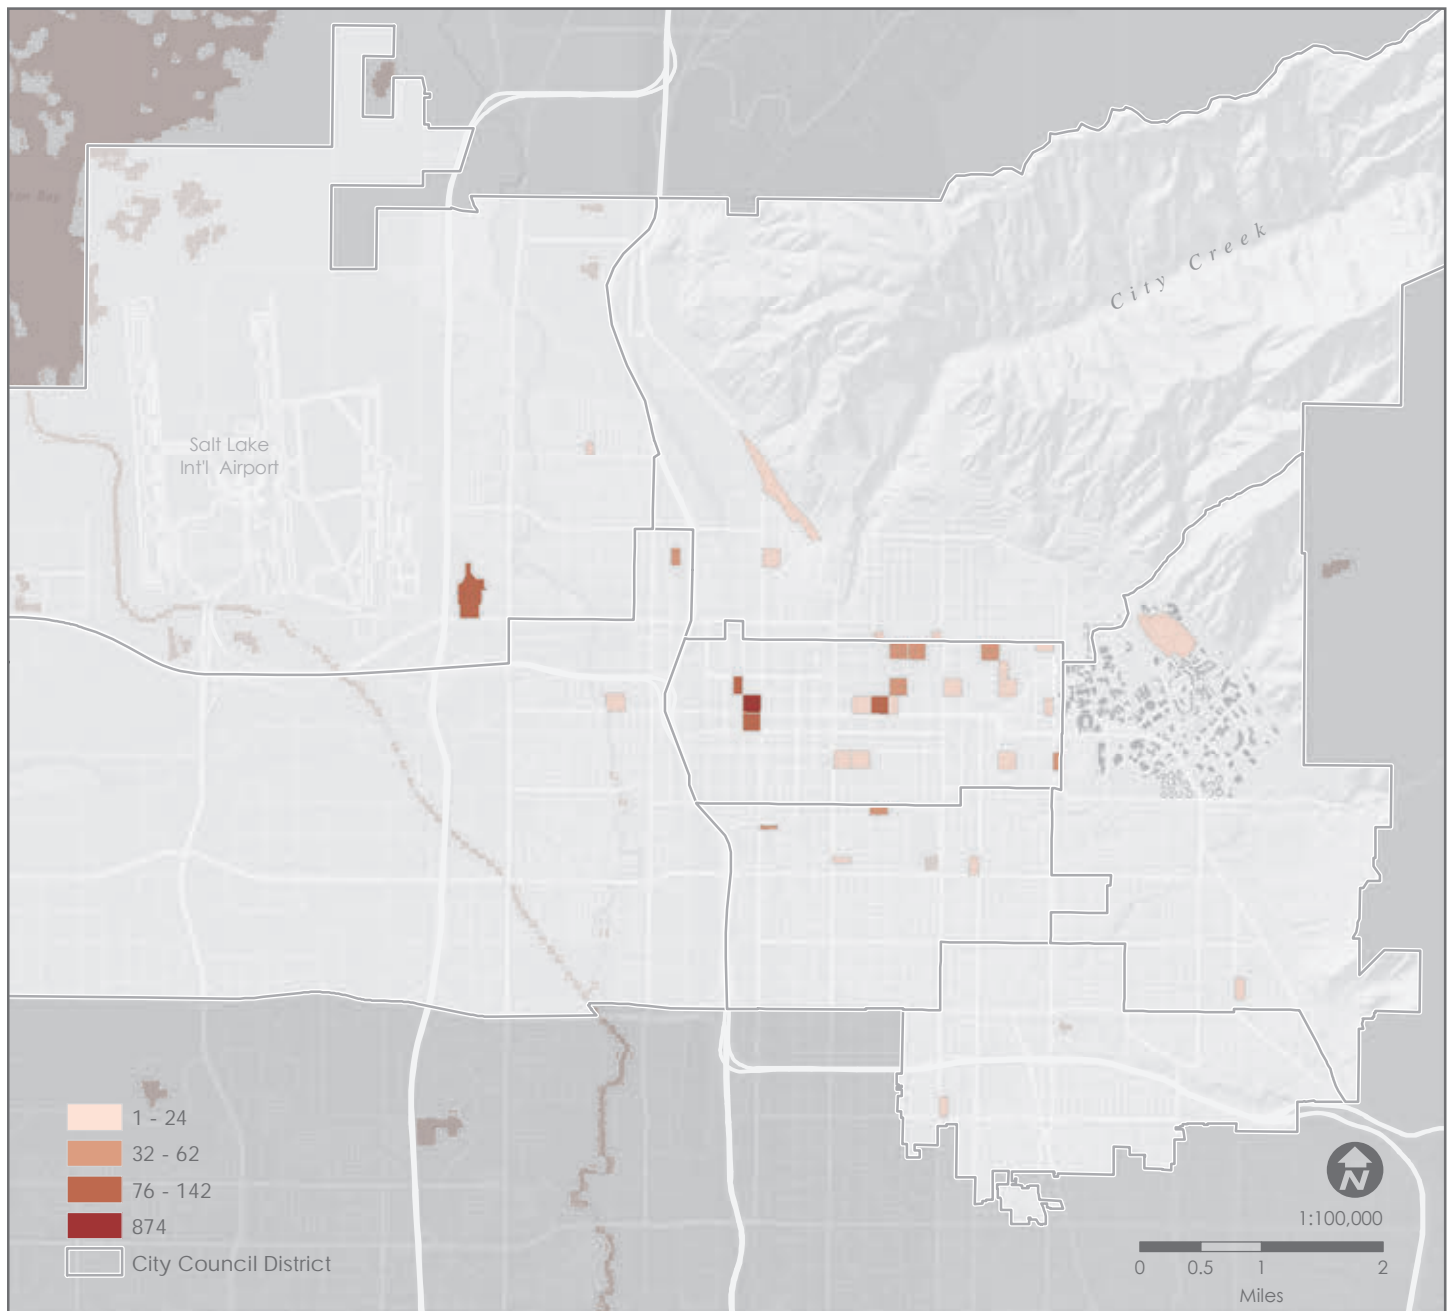 City Creek
Salt Lake
Int'l Airport
1 - 24
32 - 62
76 - 142
874
City Council District
N
1:100,000
0 0.5 1 2
Miles